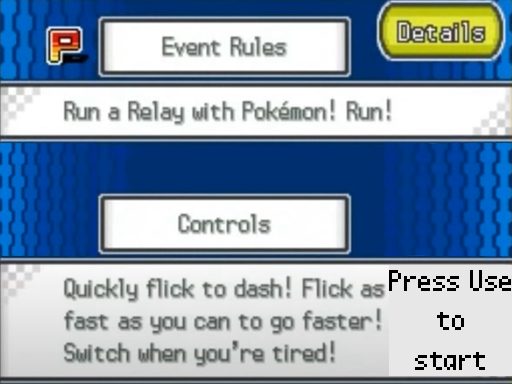 P
Event Rules
Details
Run a Relay with Pokémon! Run!
Controls
Quickly flick to dash! Flick as
fast as you can to go faster!
Switch when you're tired!
Press Use
to
start